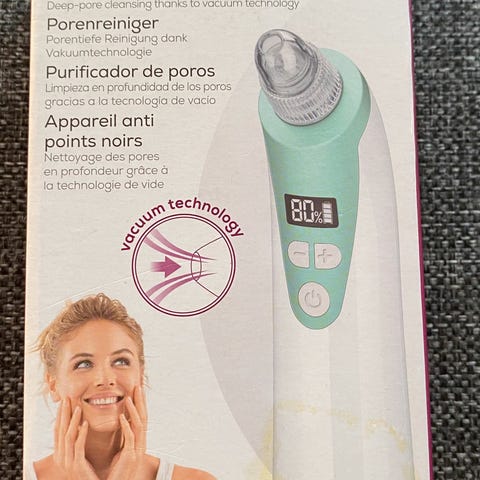 Deep-pore cleansing thanks to vacuum technology
Porenreiniger
Porentiefe Reinigung dank
Vakuumtechnologie
Purificador de poros
Limpieza en profundidad de los poros
gracias a la tecnología de vacío
Appareil anti
points noirs
Nettoyage des pores
en profondeur grâce à
la technologie de vide
vacuum technology
80%